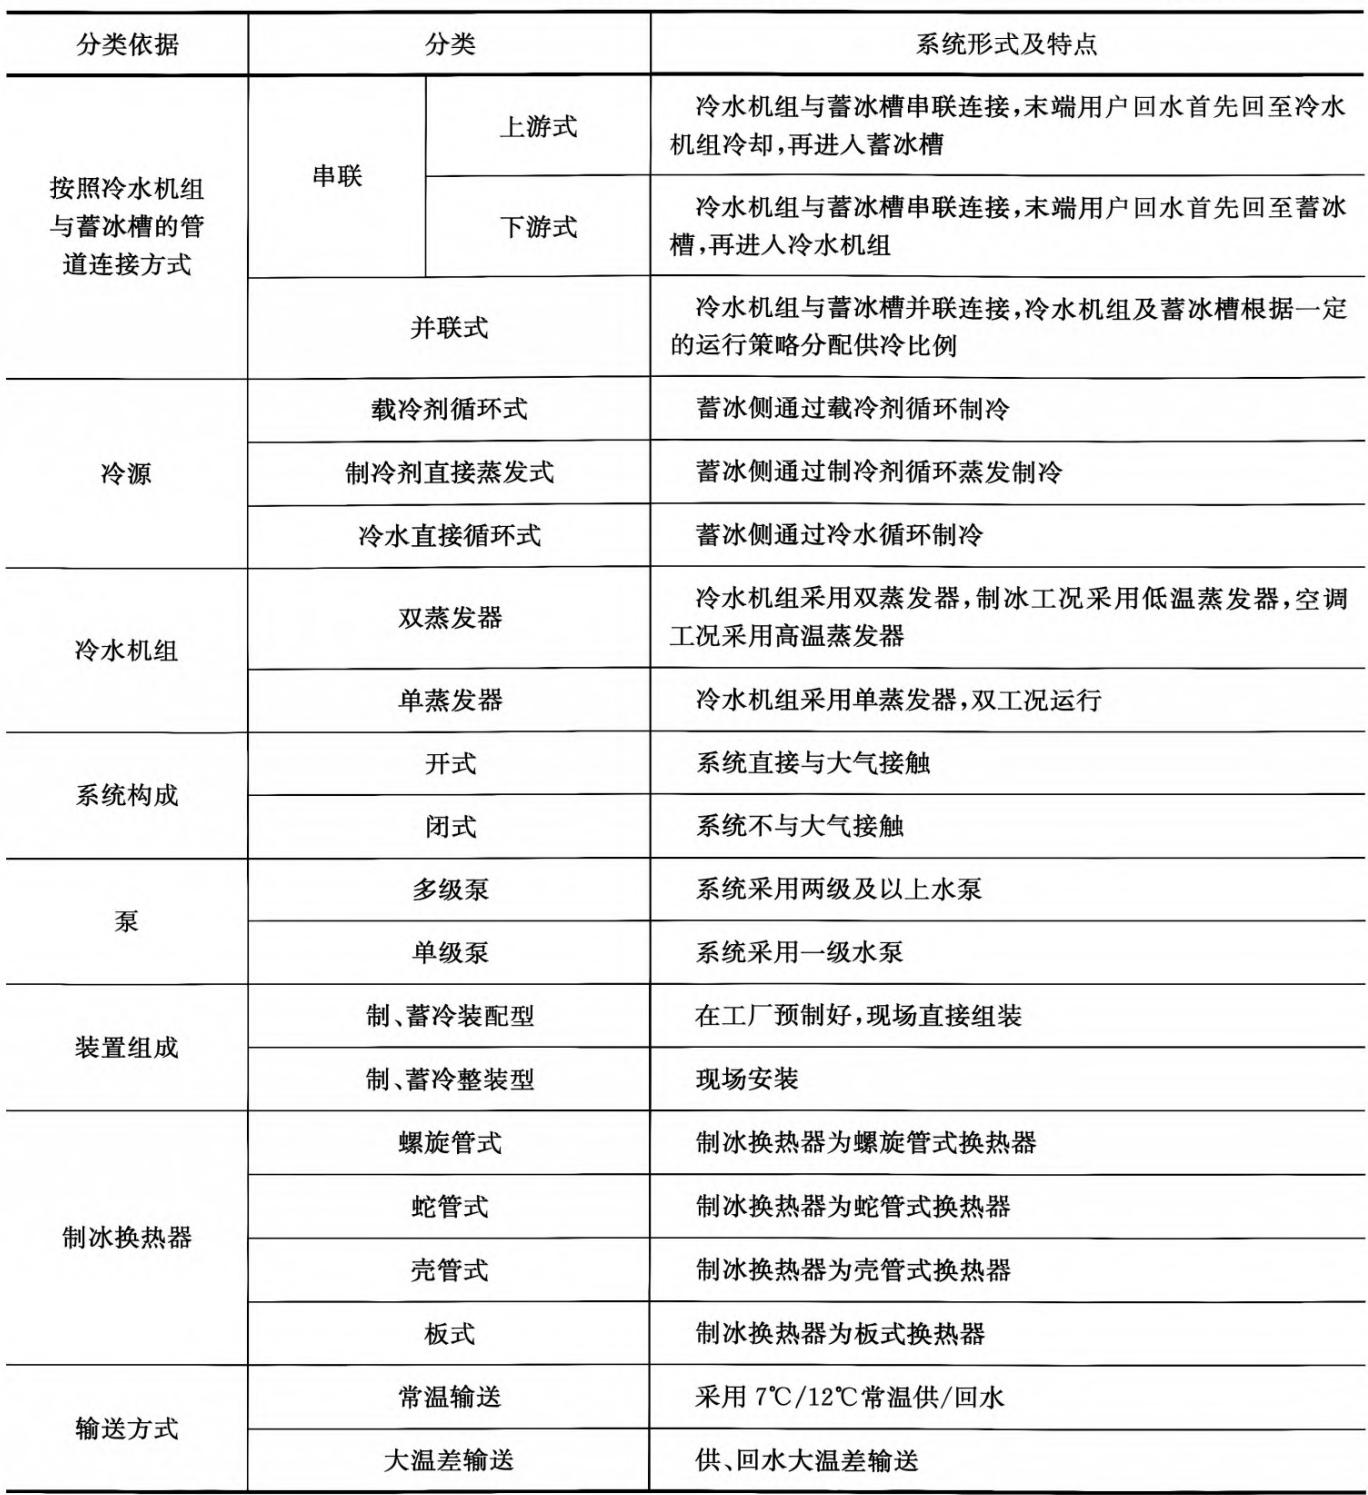 分类依据
分类
系统形式及特点
按照冷水机组
与蓄冰槽的管
道连接方式
串联
上游式
冷水机组与蓄冰槽串联连接,末端用户回水首先回至冷水
机组冷却,再进入蓄冰槽
下游式
冷水机组与蓄冰槽串联连接,末端用户回水首先回至蓄冰
槽,再进入冷水机组
并联式
冷水机组与蓄冰槽并联连接,冷水机组及蓄冰槽根据一定
的运行策略分配供冷比例
冷源
载冷剂循环式
蓄冰侧通过载冷剂循环制冷
制冷剂直接蒸发式
蓄冰侧通过制冷剂循环蒸发制冷
冷水直接循环式
蓄冰侧通过冷水循环制冷
冷水机组
双蒸发器
冷水机组采用双蒸发器,制冰工况采用低温蒸发器,空调
工况采用高温蒸发器
单蒸发器
冷水机组采用单蒸发器,双工况运行
系统构成
开式
系统直接与大气接触
闭式
系统不与大气接触
泵
多级泵
系统采用两级及以上水泵
单级泵
系统采用一级水泵
装置组成
制、蓄冷装配型
在工厂预制好,现场直接组装
制、蓄冷整装型
现场安装
制冰换热器
螺旋管式
制冰换热器为螺旋管式换热器
蛇管式
制冰换热器为蛇管式换热器
壳管式
制冰换热器为壳管式换热器
板式
制冰换热器为板式换热器
输送方式
常温输送
采用 7℃/12℃常温供/回水
大温差输送
供、回水大温差输送